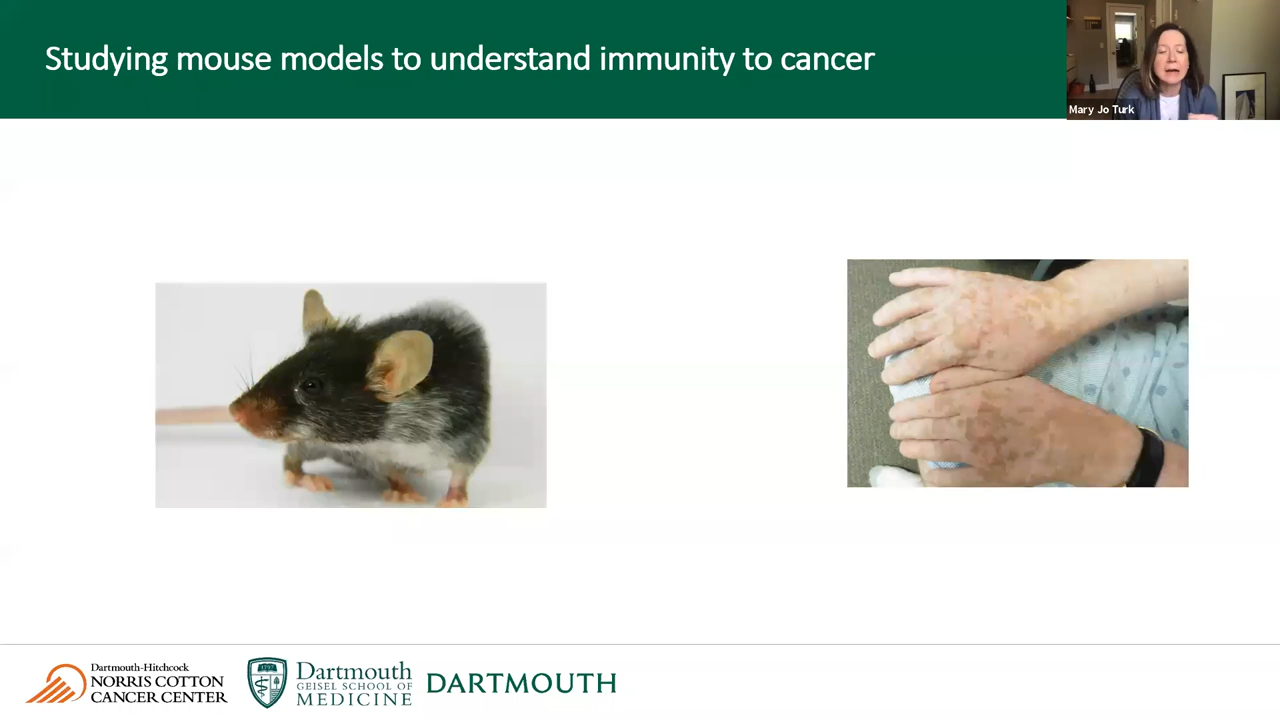 Studying mouse models to understand immunity to cancer
Mary Jo Turk
Dartmouth-Hitchcock
NORRIS COTTON
CANCER CENTER
Dartmouth
GEISEL SCHOOL OF
MEDICINE
DARTMOUTH